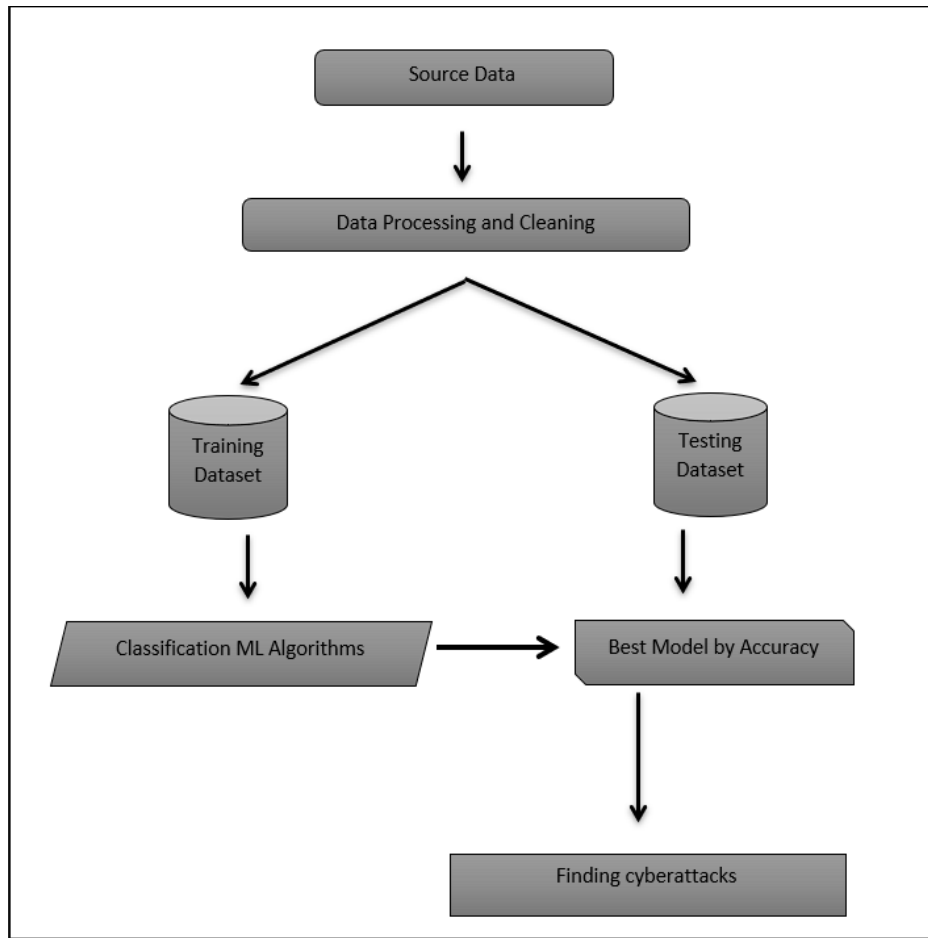 Source Data
Data Processing and Cleaning
Training
Dataset
Testing
Dataset
Classification ML Algorithms
Best Model by Accuracy
Finding cyberattacks